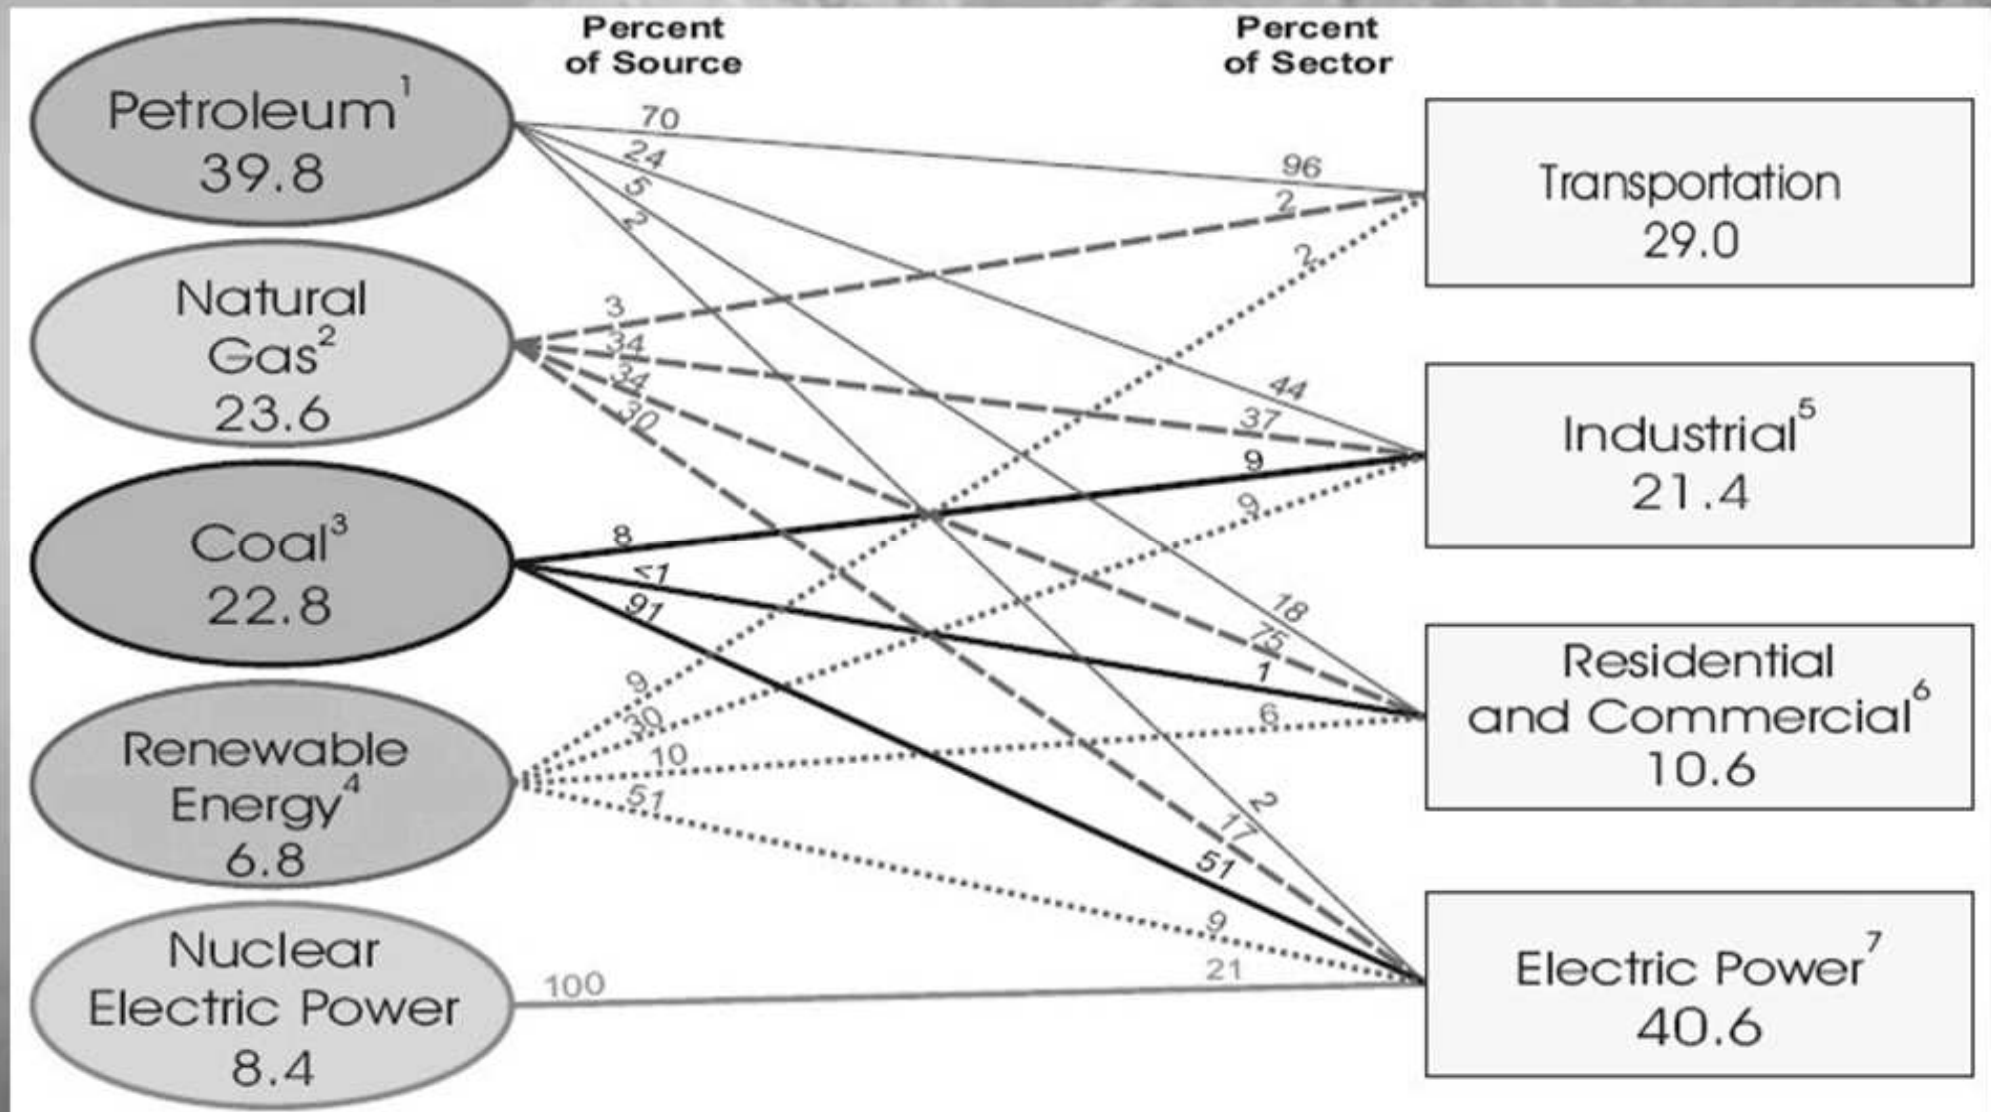 Percent
of Source
Percent
of Sector
Petroleum1
39.8
Natural
Gas2
23.6
Coal3
22.8
Renewable
Energy4
6.8
Nuclear
Electric Power
8.4
70
24
5
2
3
34
34
30
8
<1
91
9
30
10
51
100
96
2
2
44
37
9
9
18
75
1
6
2
17
51
9
21
Transportation
29.0
Industrial5
21.4
Residential
and Commercial6
10.6
Electric Power7
40.6